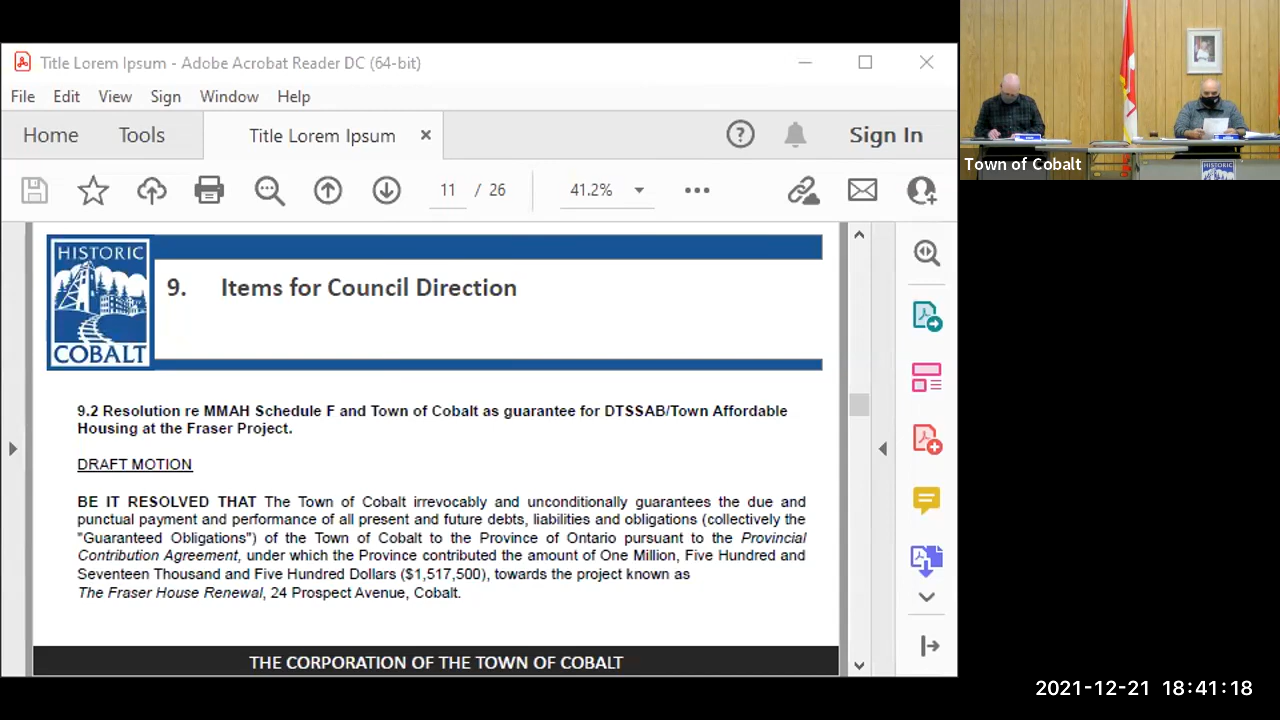 Title Lorem Ipsum - Adobe Acrobat Reader DC (64-bit)
File Edit View Sign Window Help
Home Tools Title Lorem Ipsum Sign In
11 / 26 41.2%
HISTORIC
COBALT
9. Items for Council Direction
9.2 Resolution re MMAH Schedule F and Town of Cobalt as guarantee for DTSSAB/Town Affordable
Housing at the Fraser Project.
DRAFT MOTION
BE IT RESOLVED THAT The Town of Cobalt irrevocably and unconditionally guarantees the due and
punctual payment and performance of all present and future debts, liabilities and obligations (collectively the
"Guaranteed Obligations") of the Town of Cobalt to the Province of Ontario pursuant to the Provincial
Contribution Agreement, under which the Province contributed the amount of One Million, Five Hundred and
Seventeen Thousand and Five Hundred Dollars ($1,517,500), towards the project known as
The Fraser House Renewal, 24 Prospect Avenue, Cobalt.
THE CORPORATION OF THE TOWN OF COBALT
Town of Cobalt
HISTORIC
2021-12-21 18:41:18